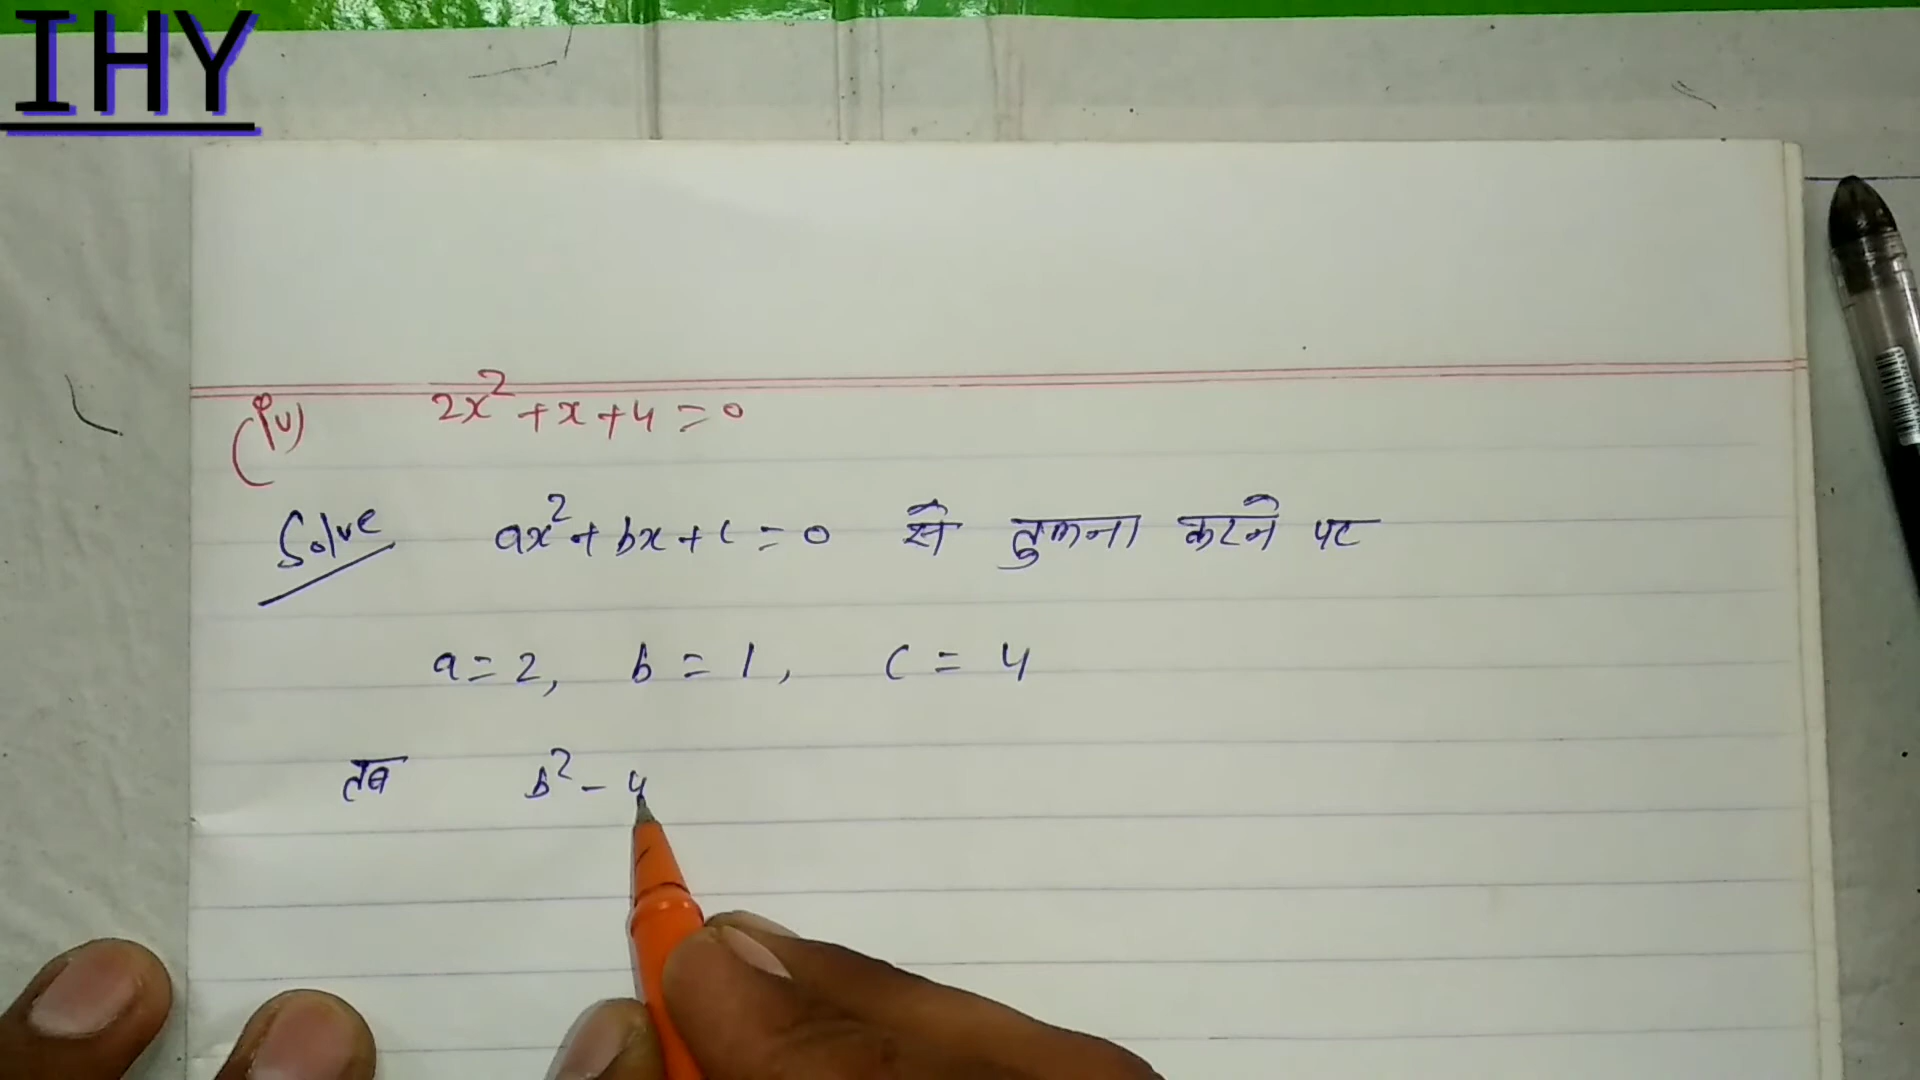 IHY
(iv) 2x² + x + 4 = 0
Solve ax² + bx + c = 0 से तुलना करने पर
a = 2, b = 1, c = 4
तब b² - 4